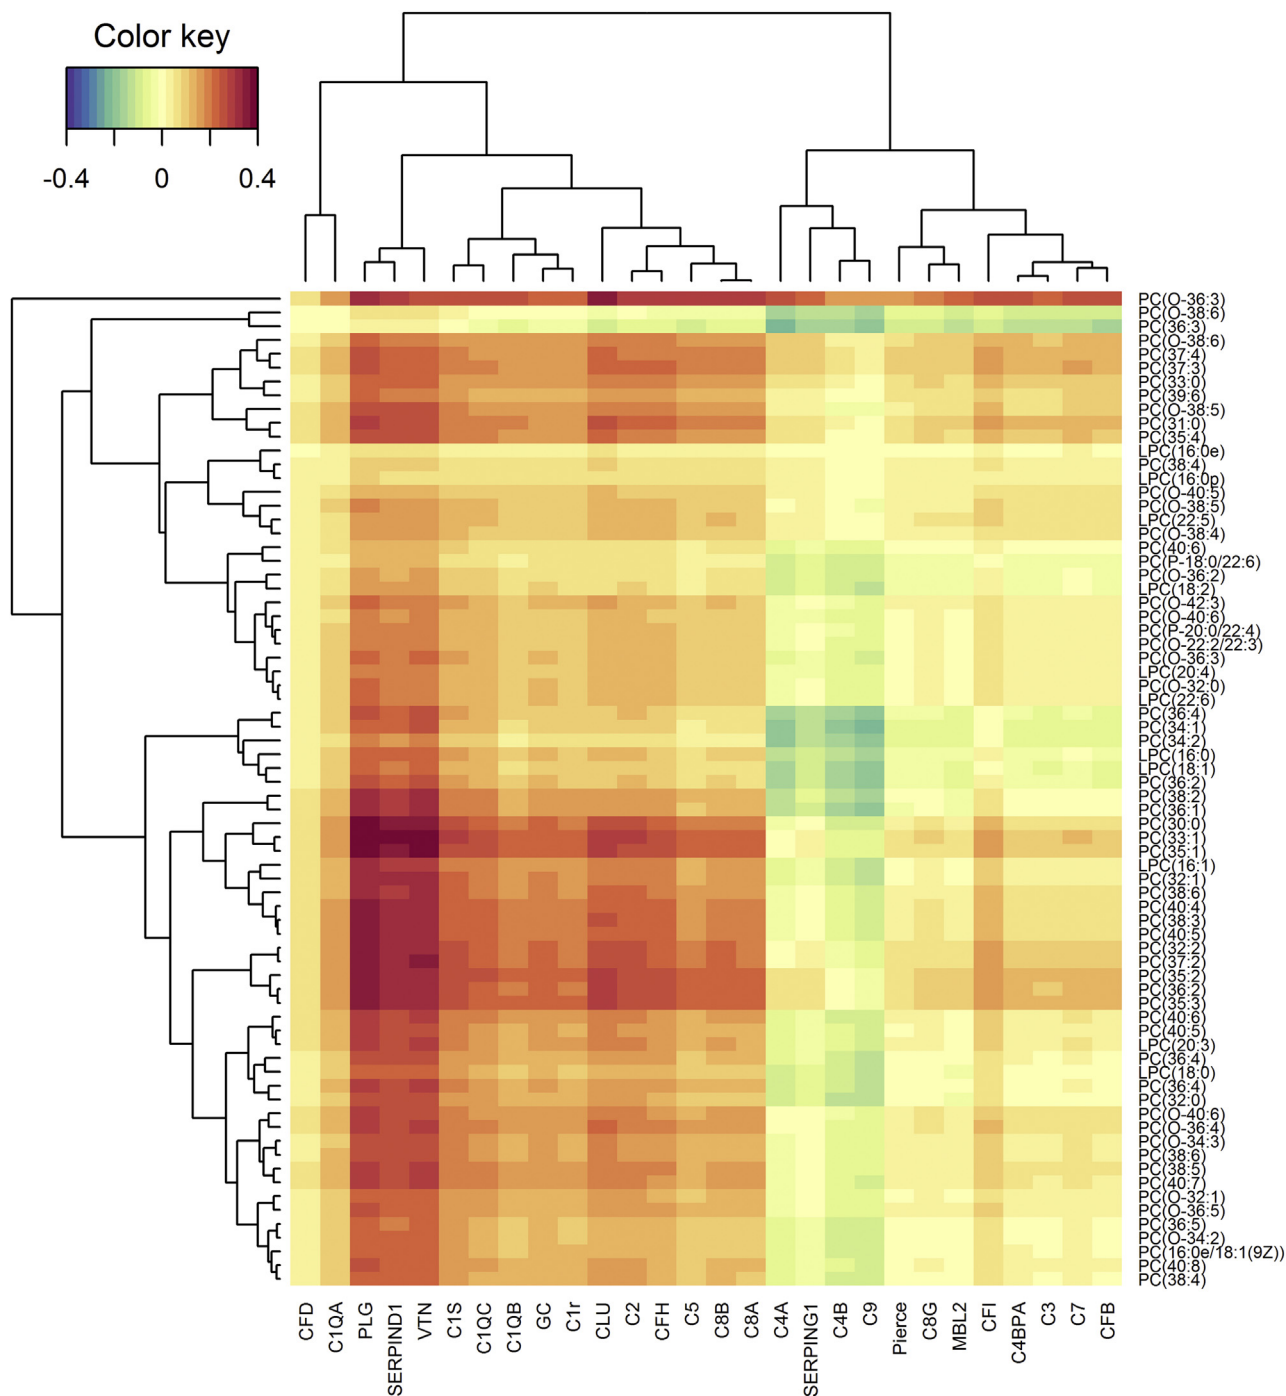 Color key
-0.4 0 0.4
PC(O-36:3)
PC(O-38:6)
PC(36:3)
PC(O-38:6)
PC(37:4)
PC(37:3)
PC(33:0)
PC(39:6)
PC(O-38:5)
PC(31:0)
PC(35:4)
LPC(16:0e)
PC(38:4)
LPC(16:0p)
PC(O-40:5)
PC(O-38:5)
LPC(22:5)
PC(O-38:4)
PC(40:6)
PC(P-18:0/22:6)
PC(O-36:2)
LPC(18:2)
PC(O-42:3)
PC(O-40:6)
PC(P-20:0/22:4)
PC(O-22:2/22:3)
PC(O-36:3)
LPC(20:4)
PC(O-32:0)
LPC(22:6)
PC(36:4)
PC(34:1)
PC(34:2)
LPC(16:0)
LPC(18:1)
PC(36:2)
PC(38:2)
PC(36:1)
PC(30:0)
PC(33:1)
PC(35:1)
LPC(16:1)
PC(32:1)
PC(38:6)
PC(40:4)
PC(38:3)
PC(40:5)
PC(32:2)
PC(37:2)
PC(35:2)
PC(36:2)
PC(35:3)
PC(40:6)
PC(40:5)
LPC(20:3)
PC(36:4)
LPC(18:0)
PC(36:4)
PC(32:0)
PC(O-40:6)
PC(O-36:4)
PC(O-34:3)
PC(38:6)
PC(38:5)
PC(40:7)
PC(O-32:1)
PC(O-36:5)
PC(36:5)
PC(O-34:2)
PC(16:0e/18:1(9Z))
PC(40:8)
PC(38:4)
CFD
C1QA
PLG
SERPIND1
VTN
C1S
C1QC
C1QB
GC
C1r
CLU
C2
CFH
C5
C8B
C8A
C4A
SERPING1
C4B
C9
Pierce
C8G
MBL2
CFI
C4BPA
C3
C7
CFB